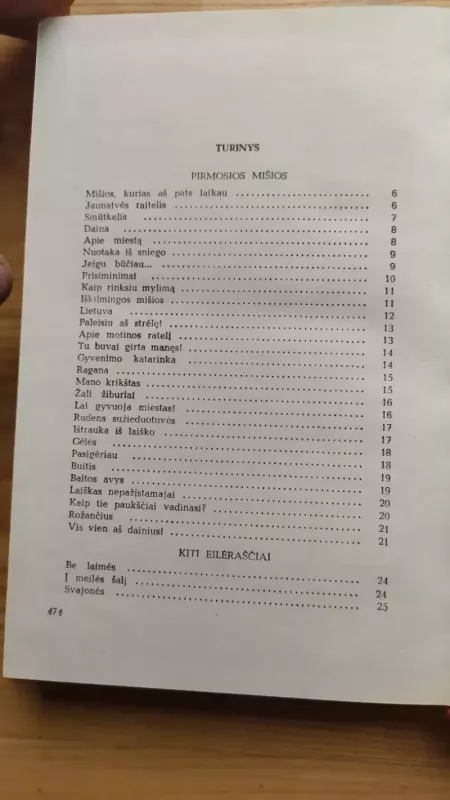 TURINYS
PIRMOSIOS MIŠIOS
Mišios, kurias aš pats laikau 6
Jaunatvės raitelis 6
Smūtkelis 7
Daina 8
Apie miestą 8
Nuotaka iš sniego 9
Jeigu būčiau... 9
Prisiminimai 10
Kaip rinksiu mylimą 11
Iškilmingos mišios 11
Lietuva 12
Paleisiu aš strėlę! 13
Apie motinos ratelį 13
Tu buvai girta manęs! 14
Gyvenimo katarinka 14
Ragana 15
Mano krikštas 15
Žali žiburiai 16
Lai gyvuoja miestas! 16
Rudens sužieduotuvės 17
Ištrauka iš laiško 17
Gėlės 18
Pasigėriau 18
Buitis 19
Baltos avys 19
Laiškas nepažįstamajai 20
Kaip tie paukščiai vadinasi? 20
Rožančius 21
Vis vien aš dainius! 21
KITI EILĖRAŠČIAI
Be laimės 24
Į meilės šalį 24
Svajonės 25
474